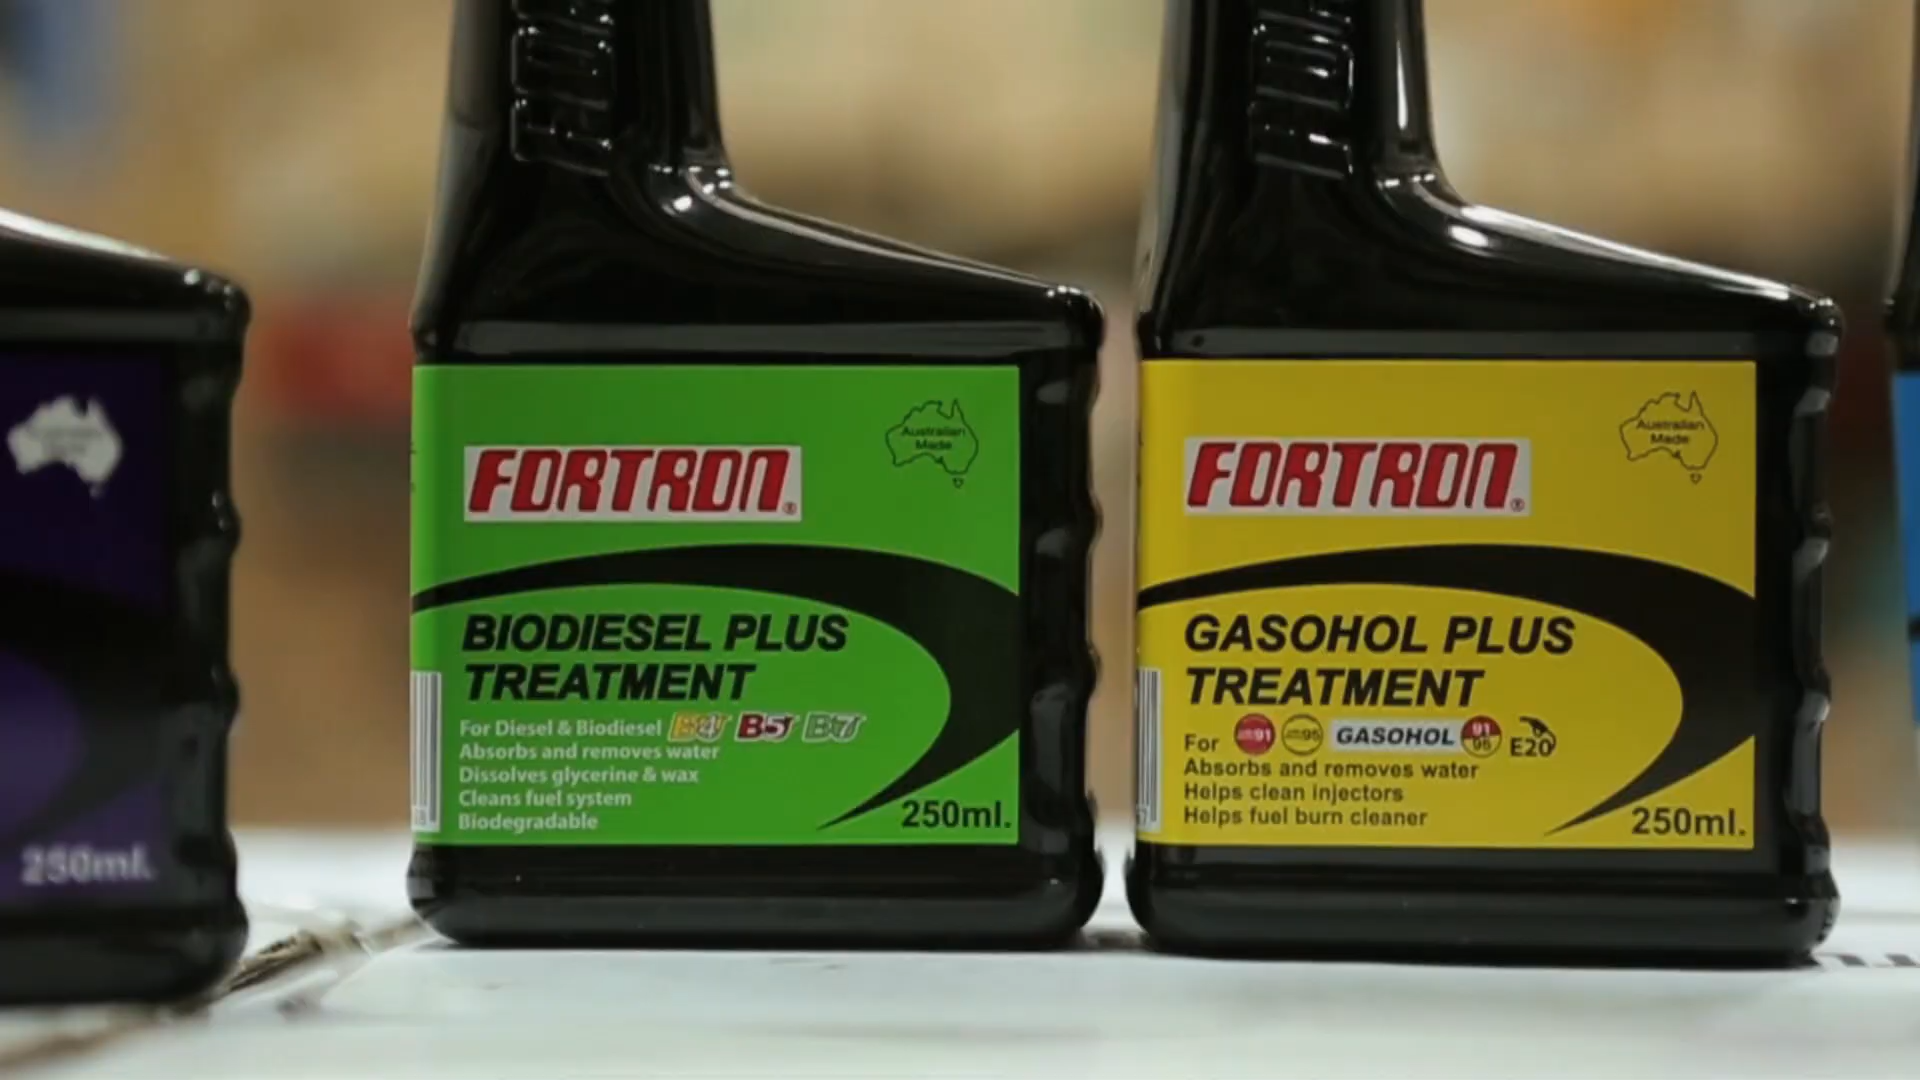 250ml.
FORTRON®
Australian
Made
BIODIESEL PLUS
TREATMENT
For Diesel & Biodiesel B4 B5 B7
Absorbs and removes water
Dissolves glycerine & wax
Cleans fuel system
Biodegradable
250ml.
FORTRON®
Australian
Made
GASOHOL PLUS
TREATMENT
For 91 95 GASOHOL 91 95 E20
Absorbs and removes water
Helps clean injectors
Helps fuel burn cleaner
250ml.